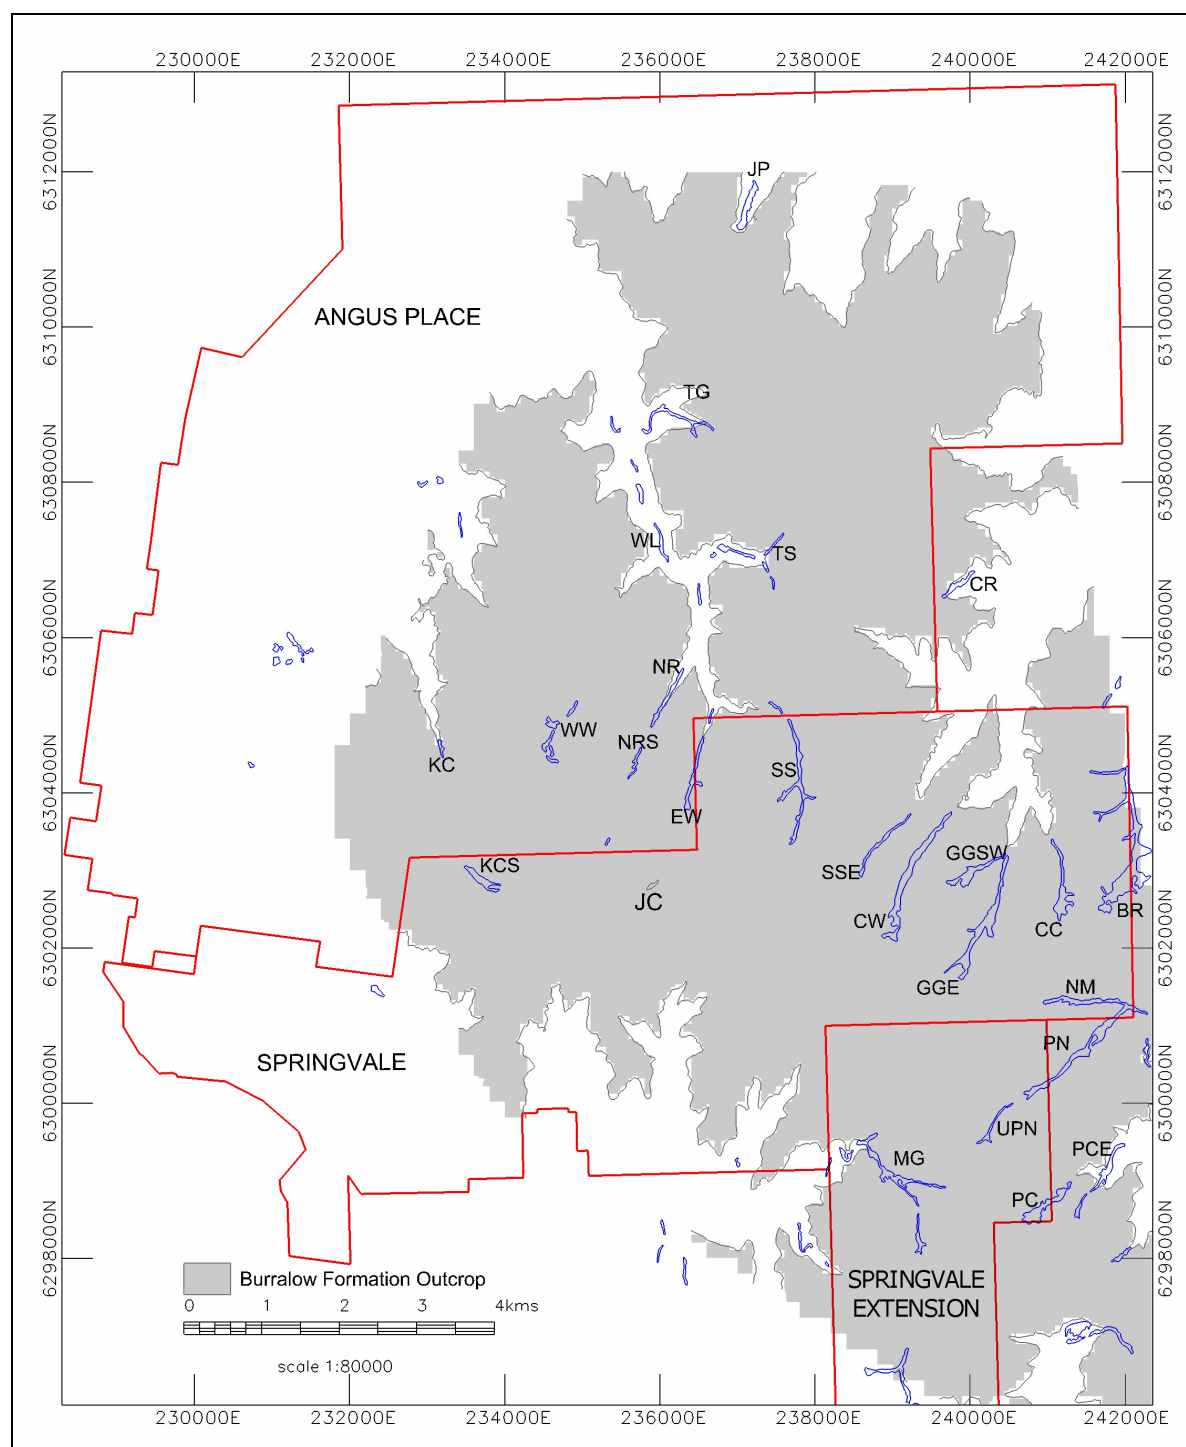 230000E 232000E 234000E 236000E 238000E 240000E 242000E
6312000N
6312000N
JP
6310000N
6310000N
ANGUS PLACE
TG
6308000N
6308000N
WL
TS
CR
6306000N
6306000N
NR
WW
NRS
KC
SS
6304000N
6304000N
EW
GGSW
KCS
SSE
JC
BR
CW
CC
6302000N
6302000N
GGE
NM
PN
SPRINGVALE
6300000N
6300000N
UPN
PCE
MG
PC
6298000N
6298000N
Burralow Formation Outcrop
SPRINGVALE
EXTENSION
0 1 2 3 4kms
scale 1:80000
230000E 232000E 234000E 236000E 238000E 240000E 242000E